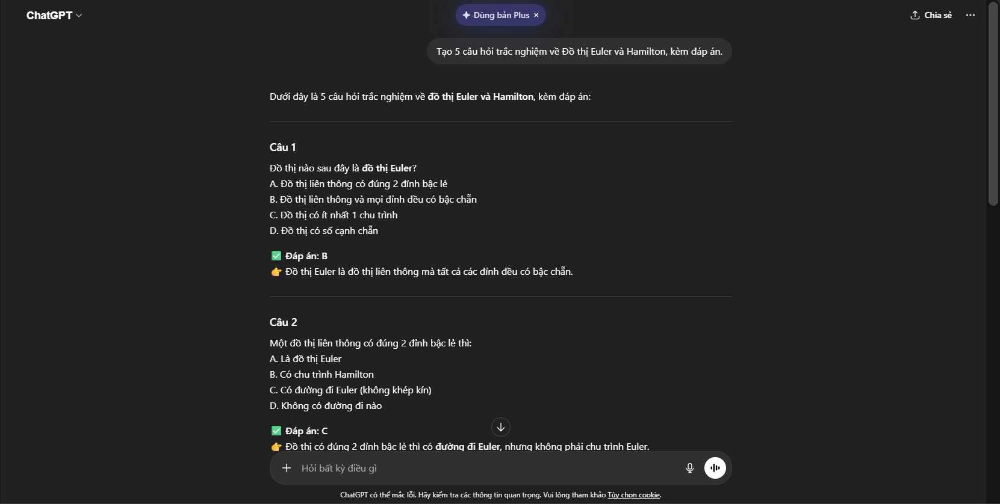 ChatGPT
Dùng bản Plus ×
Chia sẻ
Tạo 5 câu hỏi trắc nghiệm về Đồ thị Euler và Hamilton, kèm đáp án.
Dưới đây là 5 câu hỏi trắc nghiệm về đồ thị Euler và Hamilton, kèm đáp án:
Câu 1
Đồ thị nào sau đây là đồ thị Euler?
A. Đồ thị liên thông có đúng 2 đỉnh bậc lẻ
B. Đồ thị liên thông và mọi đỉnh đều có bậc chẵn
C. Đồ thị có ít nhất 1 chu trình
D. Đồ thị có số cạnh chẵn
✅ Đáp án: B
👉 Đồ thị Euler là đồ thị liên thông mà tất cả các đỉnh đều có bậc chẵn.
Câu 2
Một đồ thị liên thông có đúng 2 đỉnh bậc lẻ thì:
A. Là đồ thị Euler
B. Có chu trình Hamilton
C. Có đường đi Euler (không khép kín)
D. Không có đường đi nào
✅ Đáp án: C
👉 Đồ thị có đúng 2 đỉnh bậc lẻ thì có đường đi Euler, nhưng không phải chu trình Euler.
Hỏi bất kỳ điều gì
ChatGPT có thể mắc lỗi. Hãy kiểm tra các thông tin quan trọng. Vui lòng tham khảo Tùy chọn cookie.